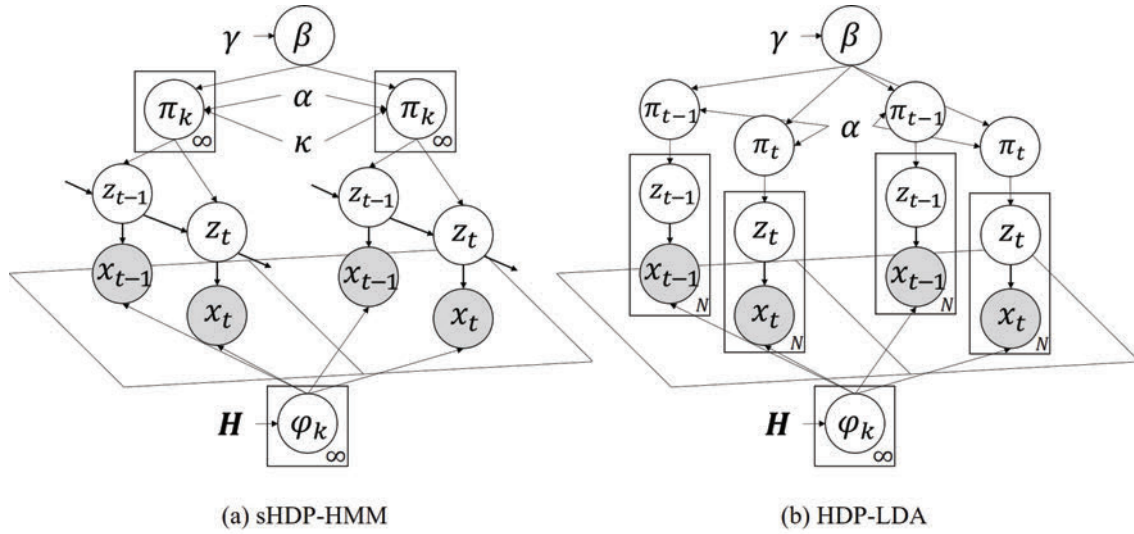 γ β γ β
π_k α π_k π_{t−1} π_{t−1}
∞ κ ∞ π_t α π_t
z_{t−1} z_{t−1} z_{t−1} z_{t−1}
z_t z_t z_t z_t
x_{t−1} x_{t−1} x_{t−1} x_{t−1}
N N
x_t x_t x_t x_t
N N
H φ_k H φ_k
∞ ∞
(a) sHDP-HMM (b) HDP-LDA